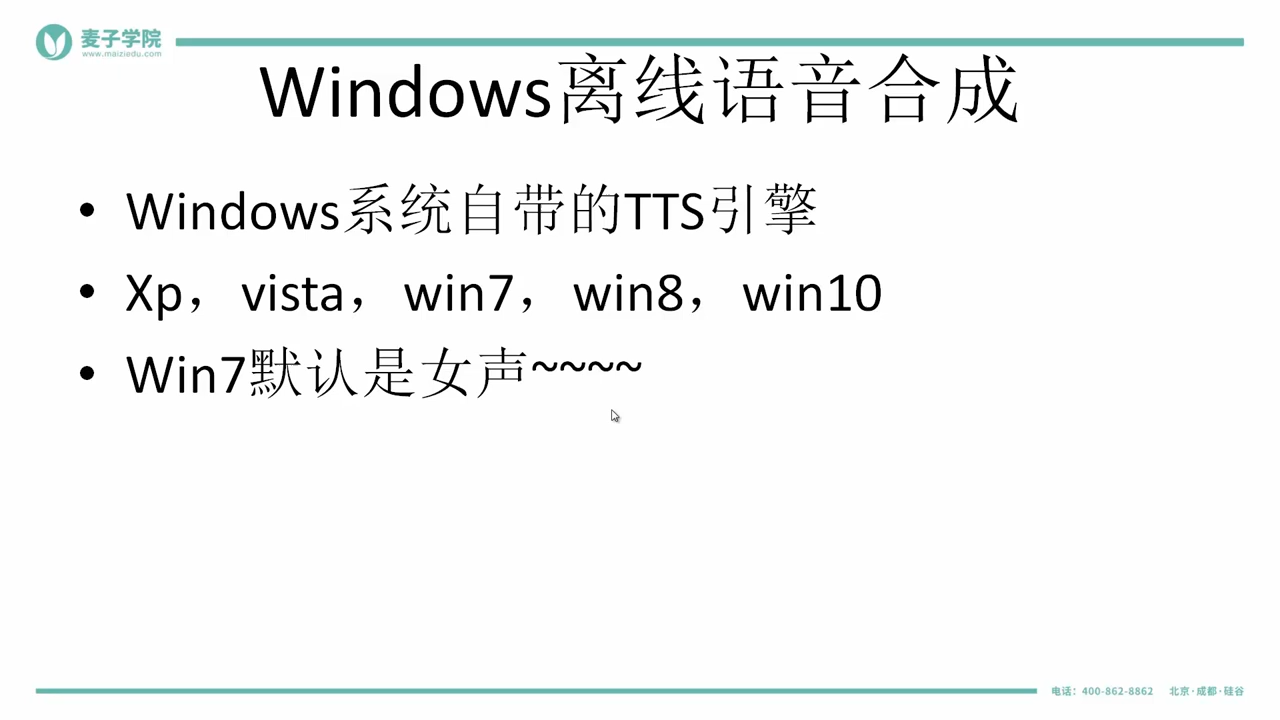 麦子学院
www.maiziedu.com
Windows离线语音合成
• Windows系统自带的TTS引擎
• Xp，vista，win7，win8，win10
• Win7默认是女声~~~~
电话：400-862-8862 北京·成都·硅谷